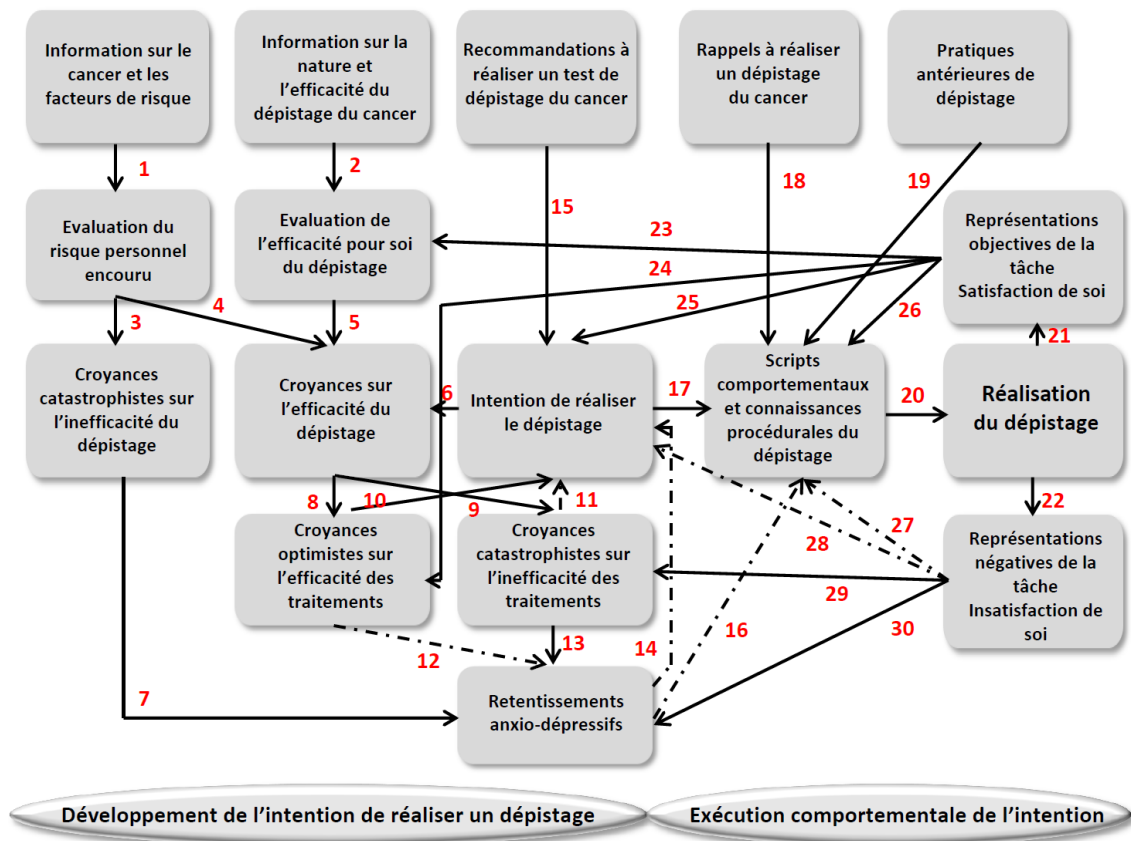 Information sur le
cancer et les
facteurs de risque
Information sur la
nature et
l’efficacité du
dépistage du cancer
Recommandations à
réaliser un test de
dépistage du cancer
Rappels à réaliser
un dépistage
du cancer
Pratiques
antérieures de
dépistage
1
2
15
18
19
Evaluation du
risque personnel
encouru
Evaluation de
l’efficacité pour soi
du dépistage
23
24
25
26
Représentations
objectives de la
tâche
Satisfaction de soi
3
4
5
21
Croyances
catastrophistes sur
l’inefficacité du
dépistage
Croyances sur
l’efficacité du
dépistage
6
Intention de réaliser
le dépistage
17
Scripts
comportementaux
et connaissances
procédurales du
dépistage
20
Réalisation
du dépistage
8
10
9
11
28
27
22
Croyances
optimistes sur
l’efficacité des
traitements
Croyances
catastrophistes sur
l’inefficacité des
traitements
29
Représentations
négatives de la
tâche
Insatisfaction de
soi
12
13
14
16
30
7
Retentissements
anxio-dépressifs
Développement de l’intention de réaliser un dépistage
Exécution comportementale de l’intention